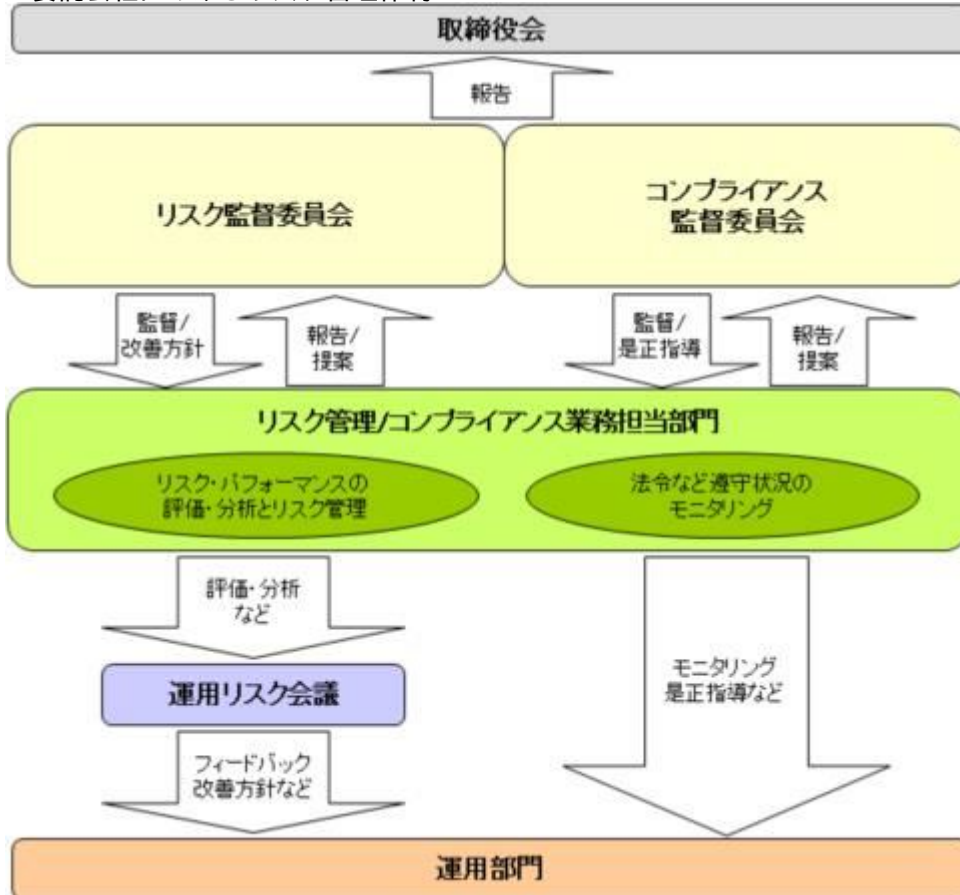 取締役会
報告
リスク監督委員会
コンプライアンス
監督委員会
監督/
改善方針
報告/
提案
監督/
是正指導
報告/
提案
リスク管理/コンプライアンス業務担当部門
リスク・パフォーマンスの
評価・分析とリスク管理
法令など遵守状況の
モニタリング
評価・分析
など
運用リスク会議
モニタリング
是正指導など
フィードバック
改善方針など
運用部門